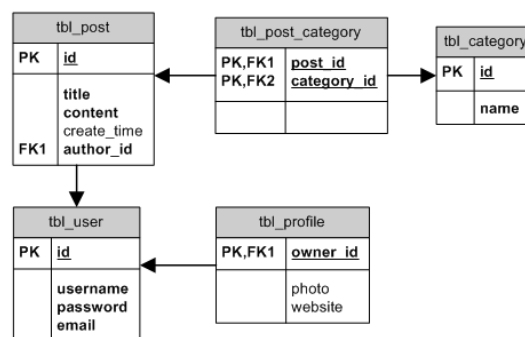 tbl_post
PK id
title
content
create_time
FK1 author_id
tbl_post_category
PK,FK1 post_id
PK,FK2 category_id
tbl_category
PK id
name
tbl_user
PK id
username
password
email
tbl_profile
PK,FK1 owner_id
photo
website